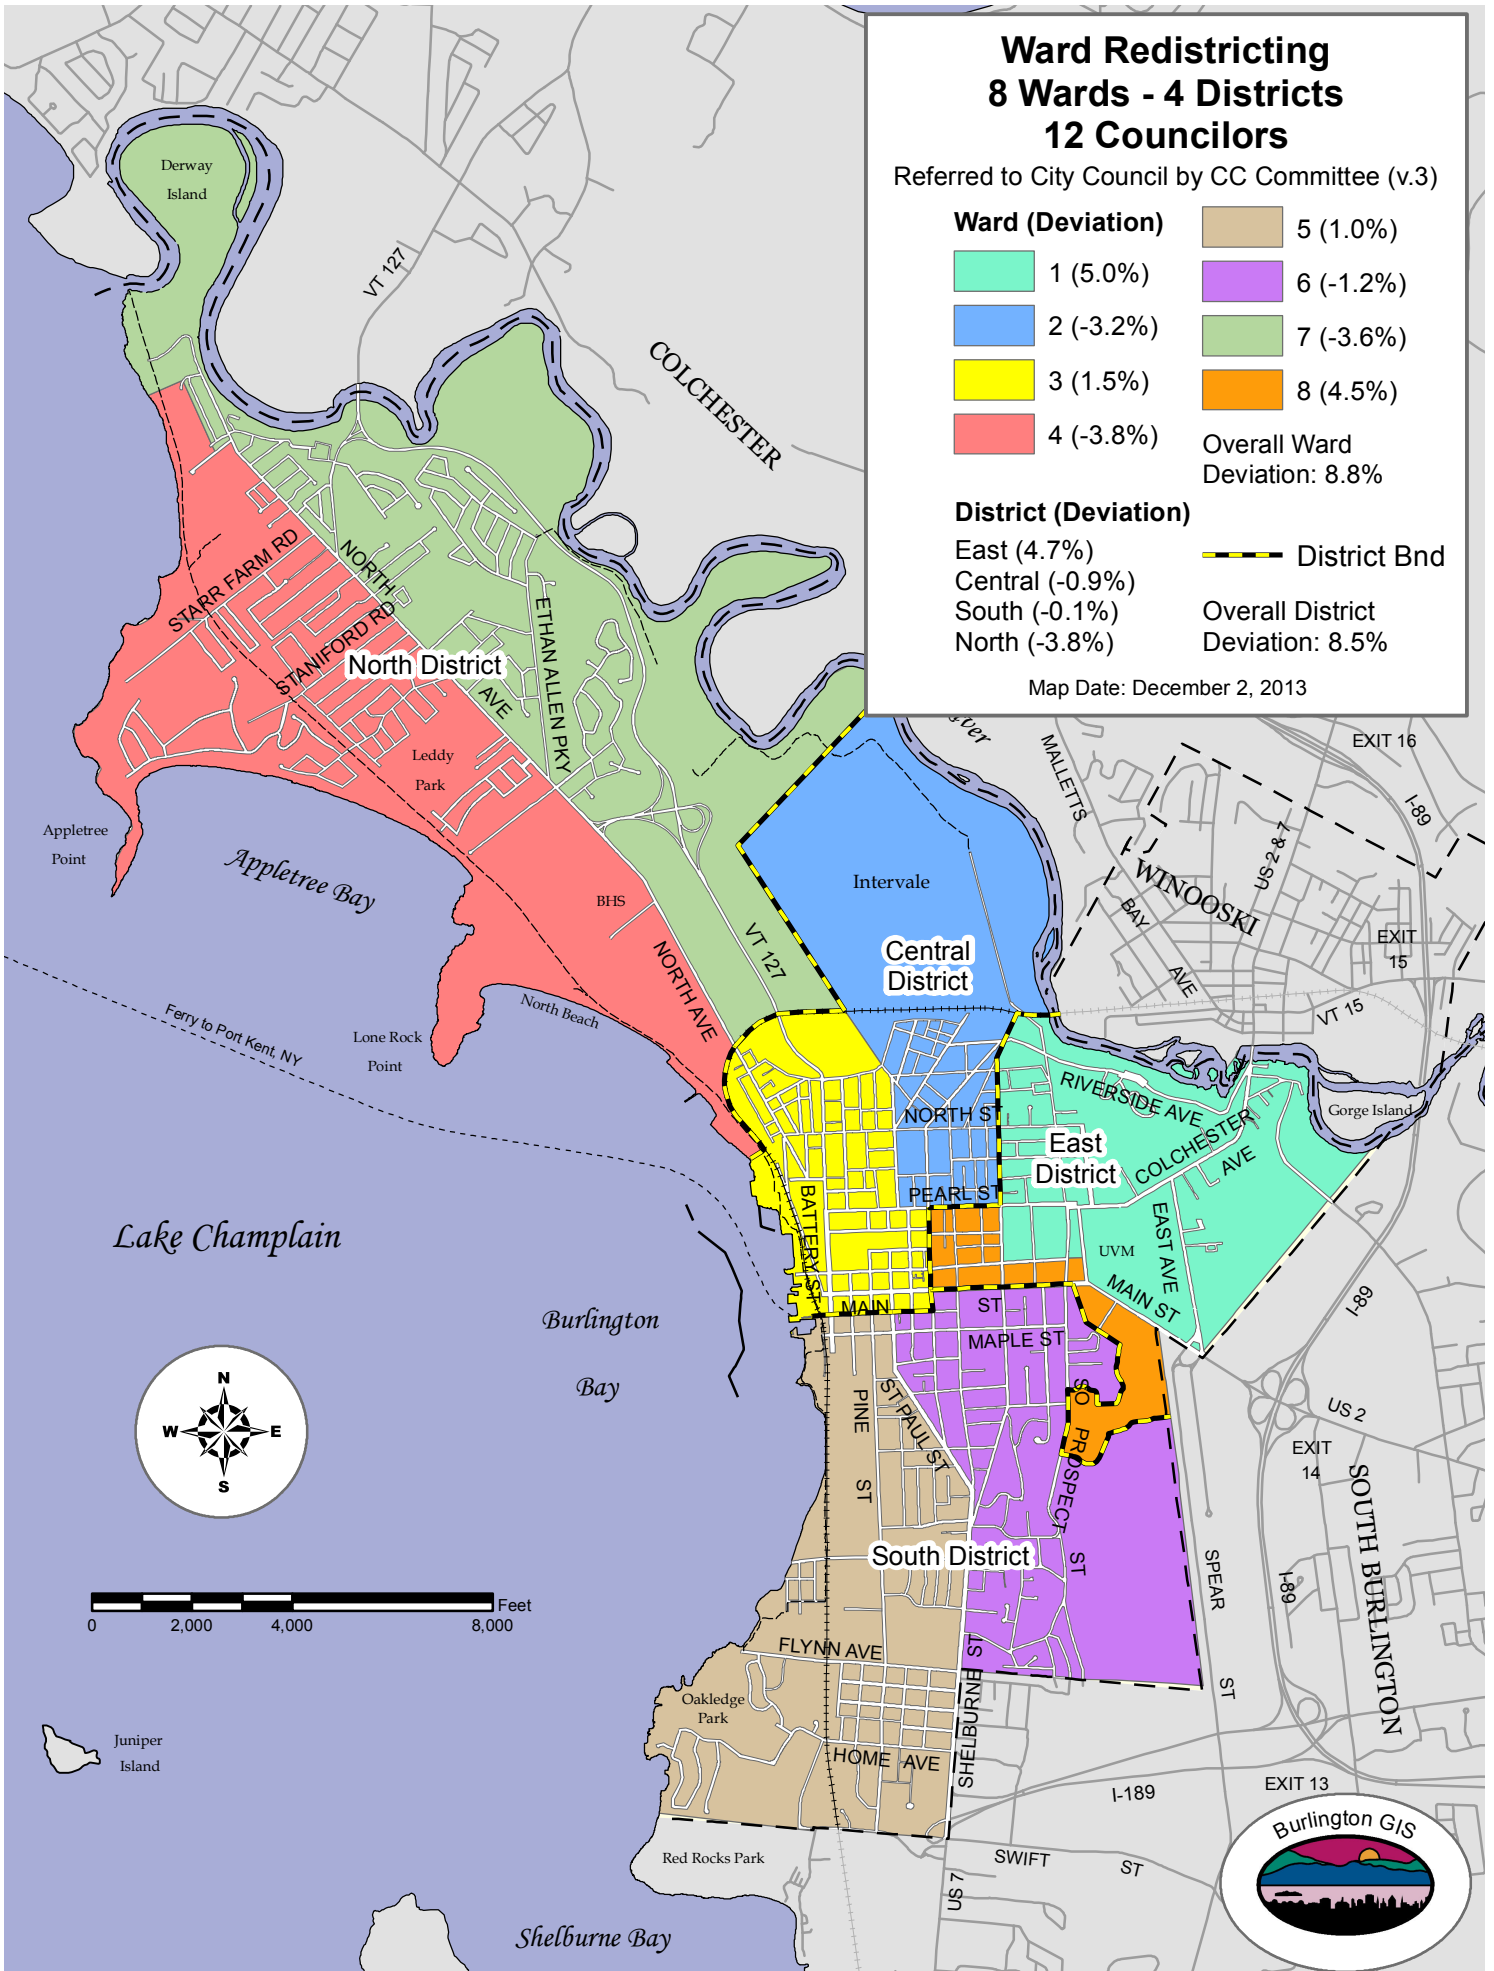 Ward Redistricting
8 Wards - 4 Districts
12 Councilors
Referred to City Council by CC Committee (v.3)
Ward (Deviation)
1 (5.0%)
2 (-3.2%)
3 (1.5%)
4 (-3.8%)
5 (1.0%)
6 (-1.2%)
7 (-3.6%)
8 (4.5%)
Overall Ward
Deviation: 8.8%
District (Deviation)
East (4.7%)
Central (-0.9%)
South (-0.1%)
North (-3.8%)
District Bnd
Overall District
Deviation: 8.5%
Map Date: December 2, 2013
Derway
Island
VT 127
COLCHESTER
STARR FARM RD
NORTH
STANIFORD RD
ETHAN ALLEN PKY
North District
AVE
Leddy
Park
Appletree
Point
Appletree Bay
BHS
NORTH AVE
VT 127
Intervale
Central
District
MALLETTS
BAY
AVE
EXIT 16
I-89
US 2 & 7
WINOOSKI
EXIT
15
VT 15
Ferry to Port Kent, NY
North Beach
Lone Rock
Point
RIVERSIDE AVE
Gorge Island
NORTH ST
COLCHESTER
AVE
East
District
PEARL ST
BATTERY ST
EAST AVE
UVM
MAIN ST
Lake Champlain
I-89
MAIN
ST
Burlington
Bay
MAPLE ST
ST PAUL ST
PINE
ST
SO PROSPECT
ST
US 2
EXIT
14
SOUTH BURLINGTON
N
W
E
S
South District
SPEAR
ST
I-89
Feet
0
2,000
4,000
8,000
FLYNN AVE
Oakledge
Park
SHELBURNE ST
HOME AVE
Juniper
Island
I-189
EXIT 13
Burlington GIS
Red Rocks Park
SWIFT
ST
US 7
Shelburne Bay